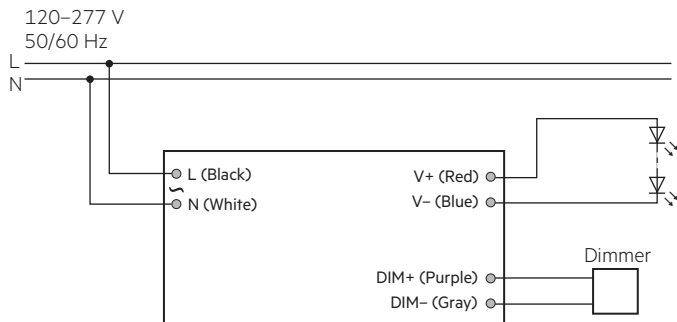 120–277 V
50/60 Hz
L
N
L (Black)
~
N (White)
V+ (Red)
V– (Blue)
Dimmer
DIM+ (Purple)
DIM– (Gray)